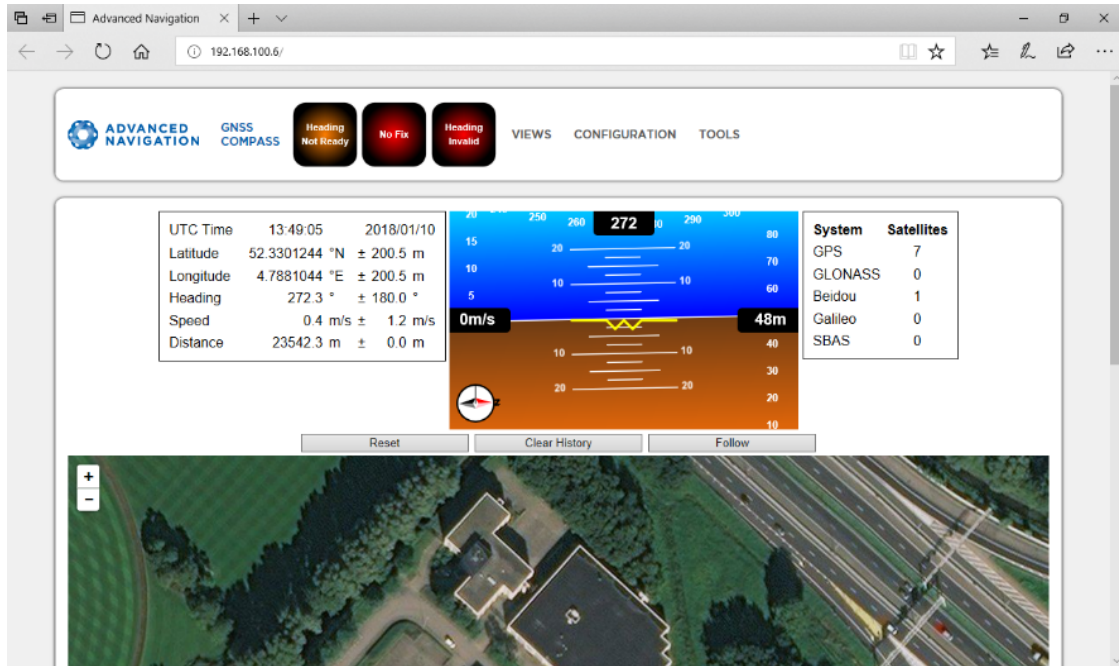 Advanced Navigation
192.168.100.6/
ADVANCED NAVIGATION
GNSS COMPASS
Heading Not Ready
No Fix
Heading Invalid
VIEWS CONFIGURATION TOOLS
UTC Time 13:49:05 2018/01/10
Latitude 52.3301244 °N ± 200.5 m
Longitude 4.7881044 °E ± 200.5 m
Heading 272.3 ° ± 180.0 °
Speed 0.4 m/s ± 1.2 m/s
Distance 23542.3 m ± 0.0 m
250 260 272 290 300
20 15 10 5
0m/s
20 20
10 10
10 10
20 20
80 70 60
48m
40 30 20 10
System Satellites
GPS 7
GLONASS 0
Beidou 1
Galileo 0
SBAS 0
Reset Clear History Follow
+
−